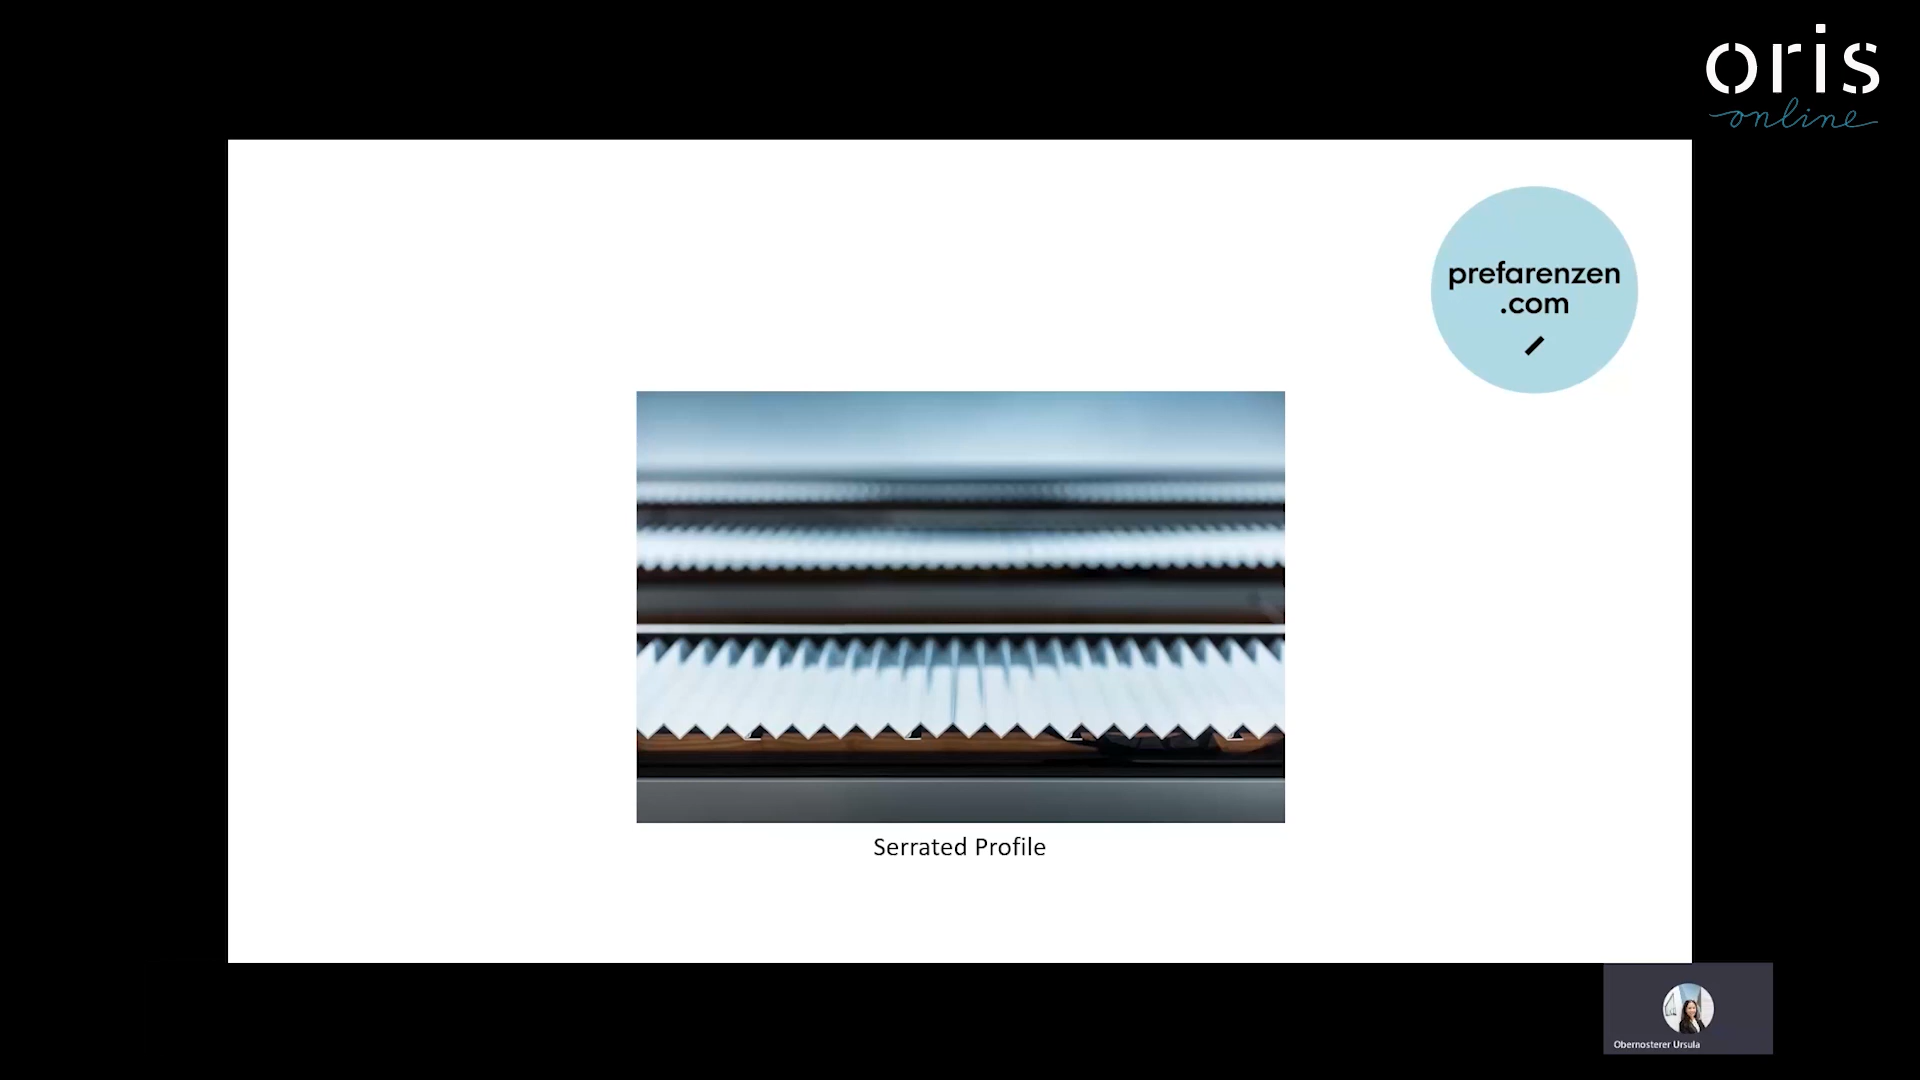 oris
online
prefarenzen
.com
Serrated Profile
Obernosterer Ursula